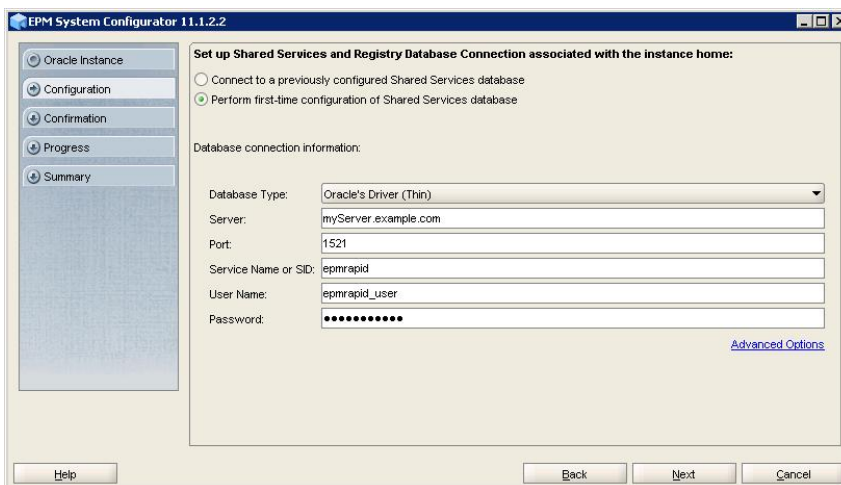 EPM System Configurator 11.1.2.2
Oracle Instance
Configuration
Confirmation
Progress
Summary
Set up Shared Services and Registry Database Connection associated with the instance home:
Connect to a previously configured Shared Services database
Perform first-time configuration of Shared Services database
Database connection information:
Database Type: Oracle's Driver (Thin)
Server: myServer.example.com
Port: 1521
Service Name or SID: epmrapid
User Name: epmrapid_user
Password: ●●●●●●●●●●●
Advanced Options
Help Back Next Cancel